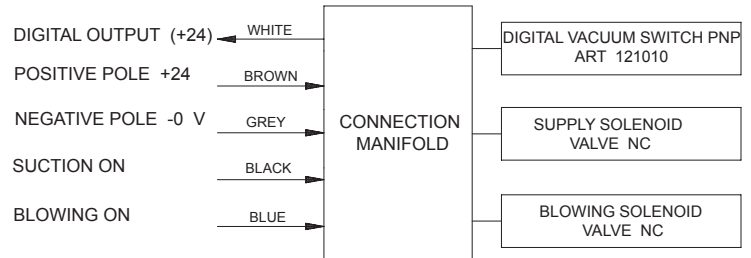 DIGITAL OUTPUT (+24)
WHITE
POSITIVE POLE +24
BROWN
NEGATIVE POLE -0 V
GREY
SUCTION ON
BLACK
BLOWING ON
BLUE
CONNECTION
MANIFOLD
DIGITAL VACUUM SWITCH PNP
ART 121010
SUPPLY SOLENOID
VALVE NC
BLOWING SOLENOID
VALVE NC